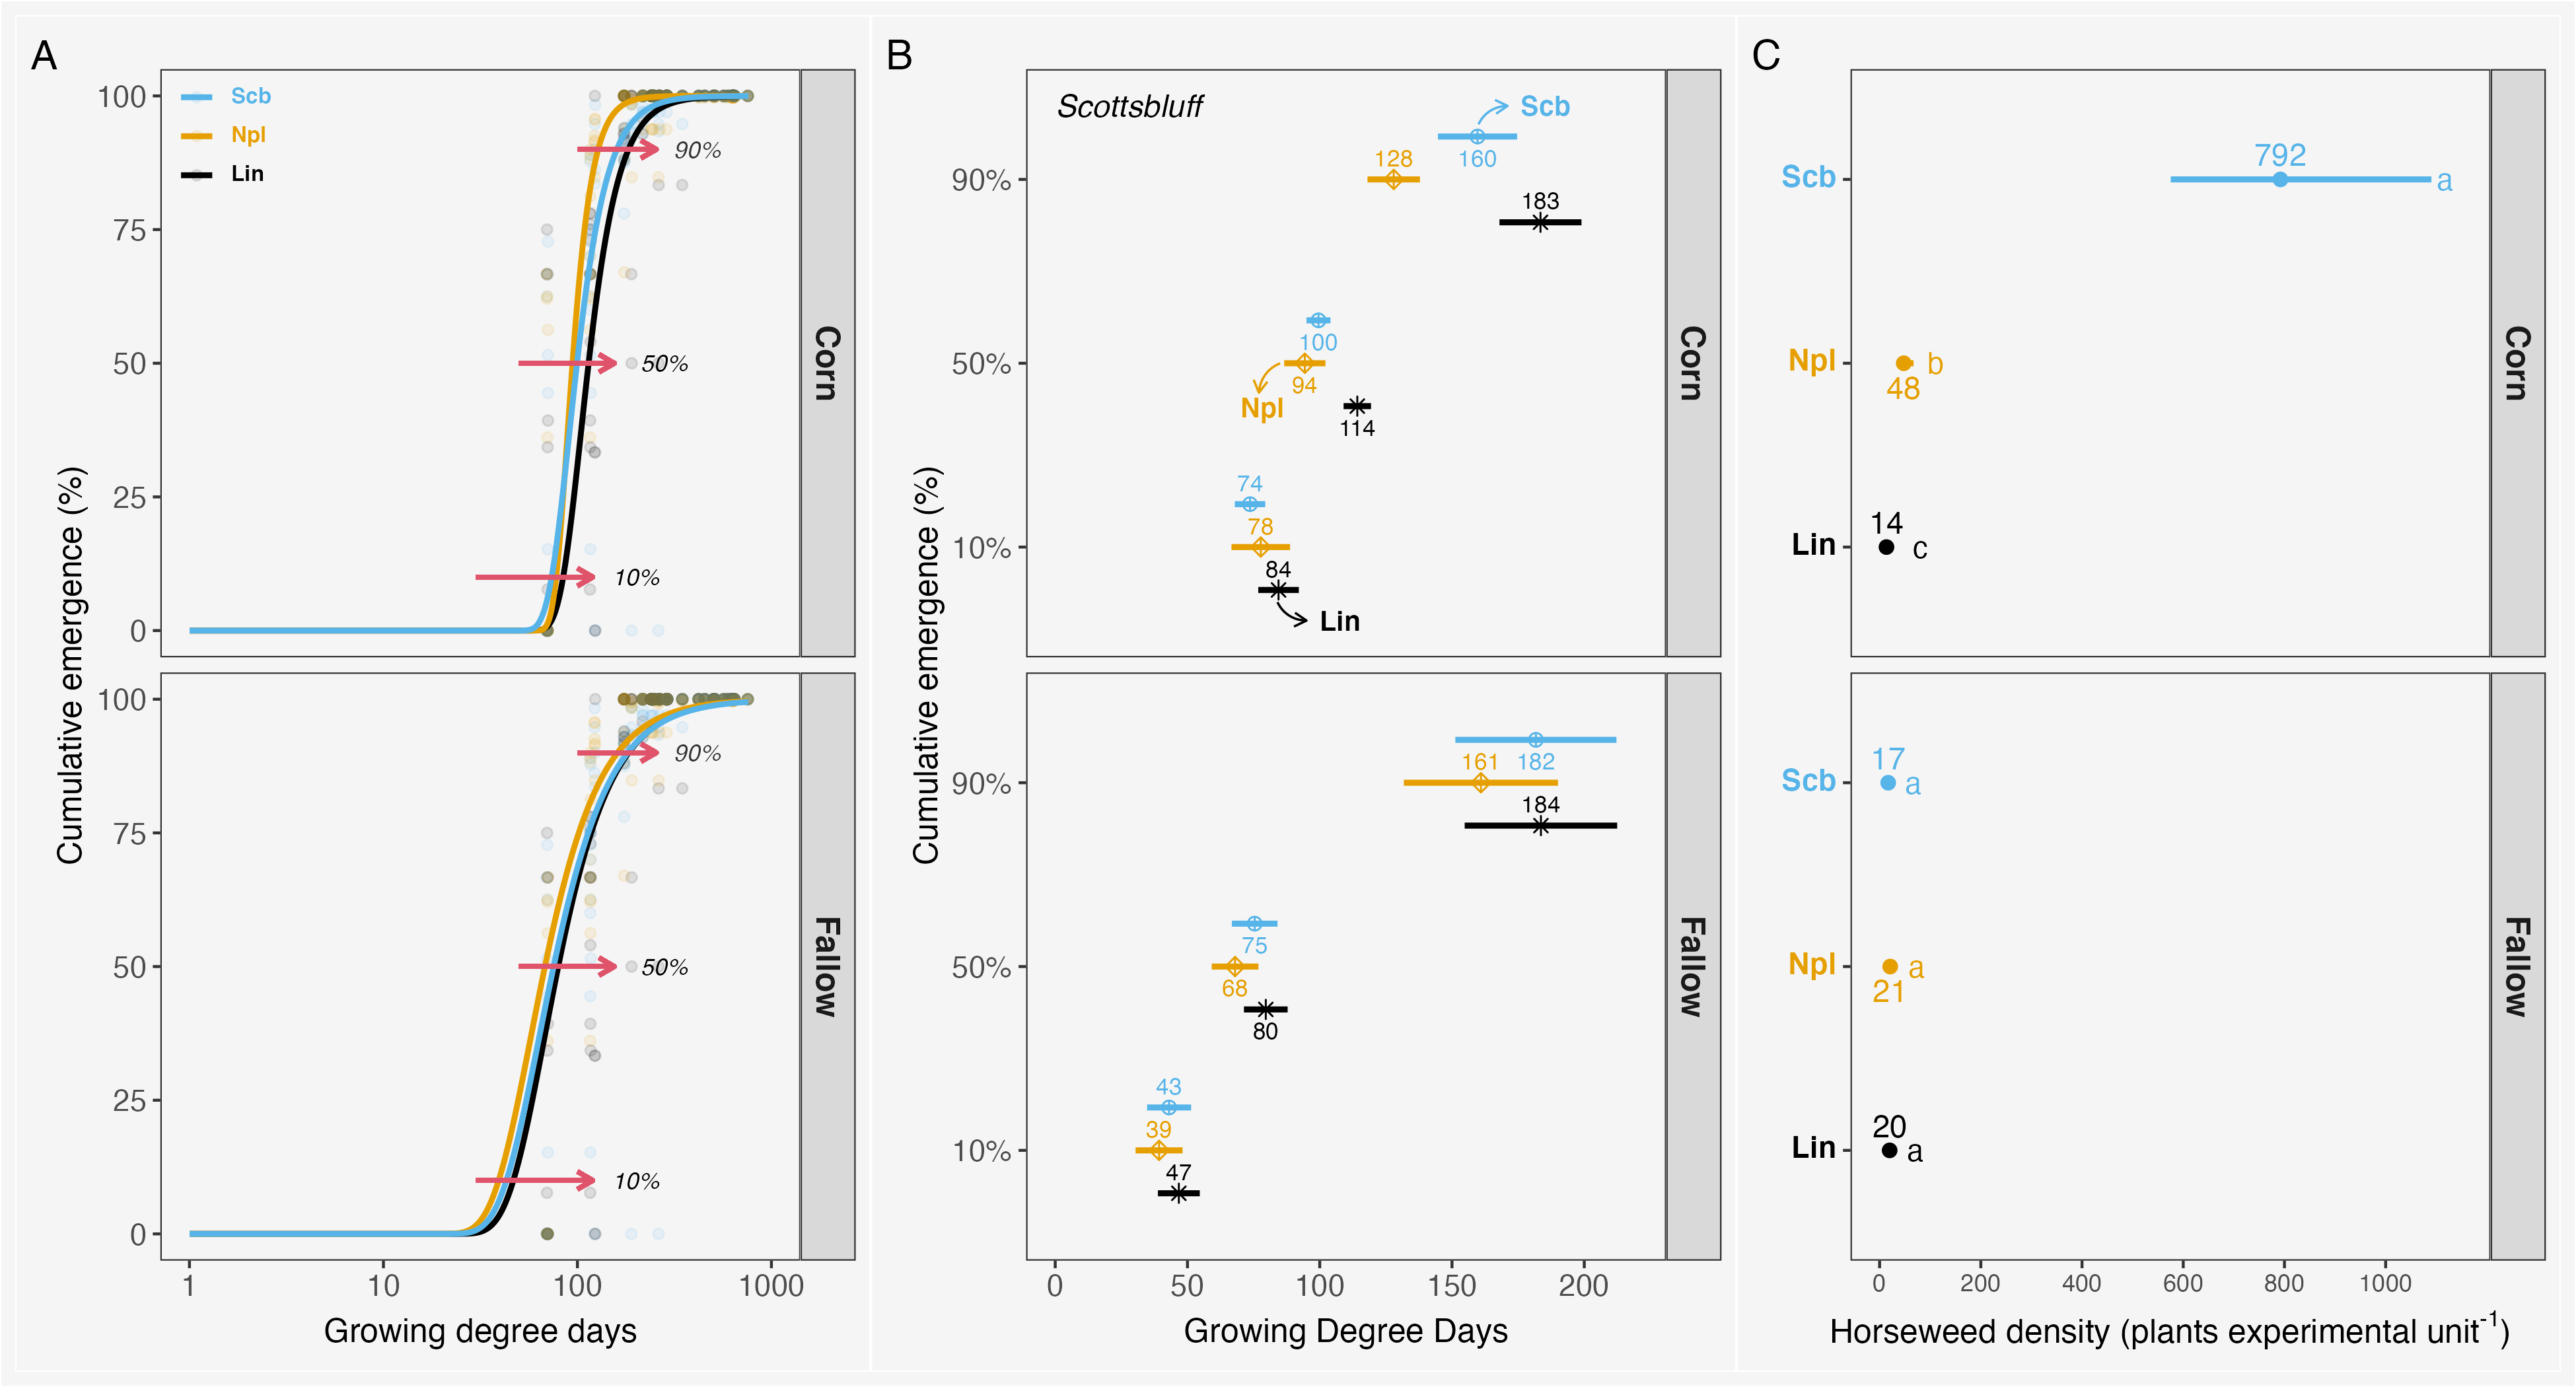 A
Scb
Npl
Lin
100
75
50
25
0
90%
50%
10%
Corn
100
75
50
25
0
90%
50%
10%
Fallow
Cumulative emergence (%)
1
10
100
1000
Growing degree days
B
Scottsbluff
Scb
160
128
183
100
94
Npl
114
74
78
84
Lin
90%
50%
10%
Corn
182
161
184
75
68
80
43
39
47
90%
50%
10%
Fallow
Cumulative emergence (%)
0
50
100
150
200
Growing Degree Days
C
Scb
792
a
Npl
b
48
Lin
14
c
Corn
Scb
17
a
Npl
a
21
Lin
20
a
Fallow
0
200
400
600
800
1000
Horseweed density (plants experimental unit⁻¹)